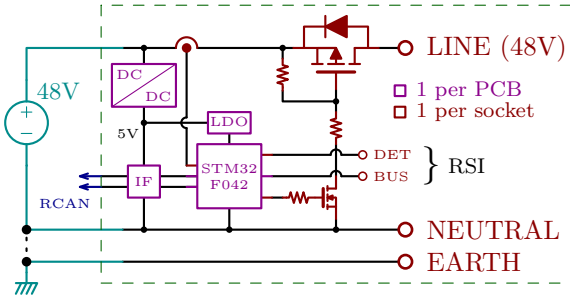 LINE (48V)
DC
DC
48V
1 per PCB
1 per socket
LDO
5V
DET
STM32
F042
RSI
IF
BUS
RCAN
NEUTRAL
EARTH